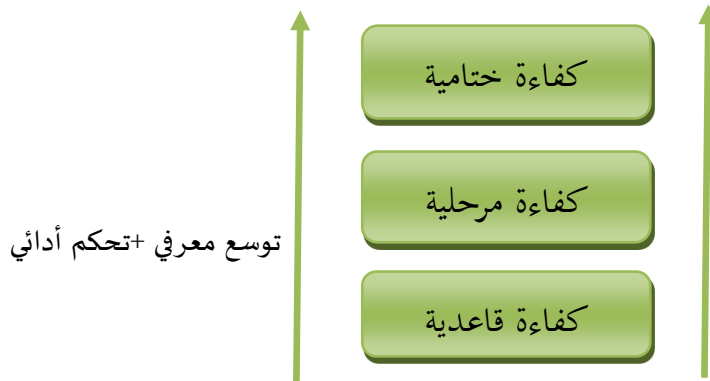 كفاءة ختامية
كفاءة مرحلية
توسع معرفي +تحكم أدائي
كفاءة قاعدية